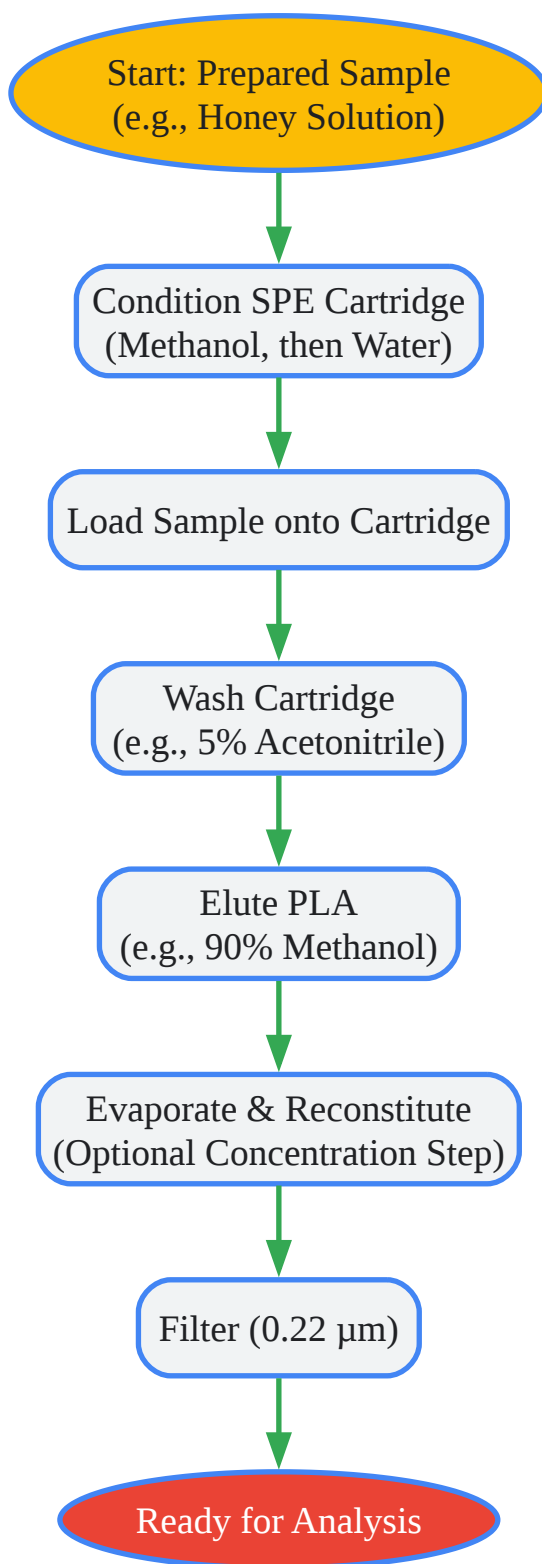 Start: Prepared Sample
(e.g., Honey Solution)
Condition SPE Cartridge
(Methanol, then Water)
Load Sample onto Cartridge
Wash Cartridge
(e.g., 5% Acetonitrile)
Elute PLA
(e.g., 90% Methanol)
Evaporate & Reconstitute
(Optional Concentration Step)
Filter (0.22 µm)
Ready for Analysis